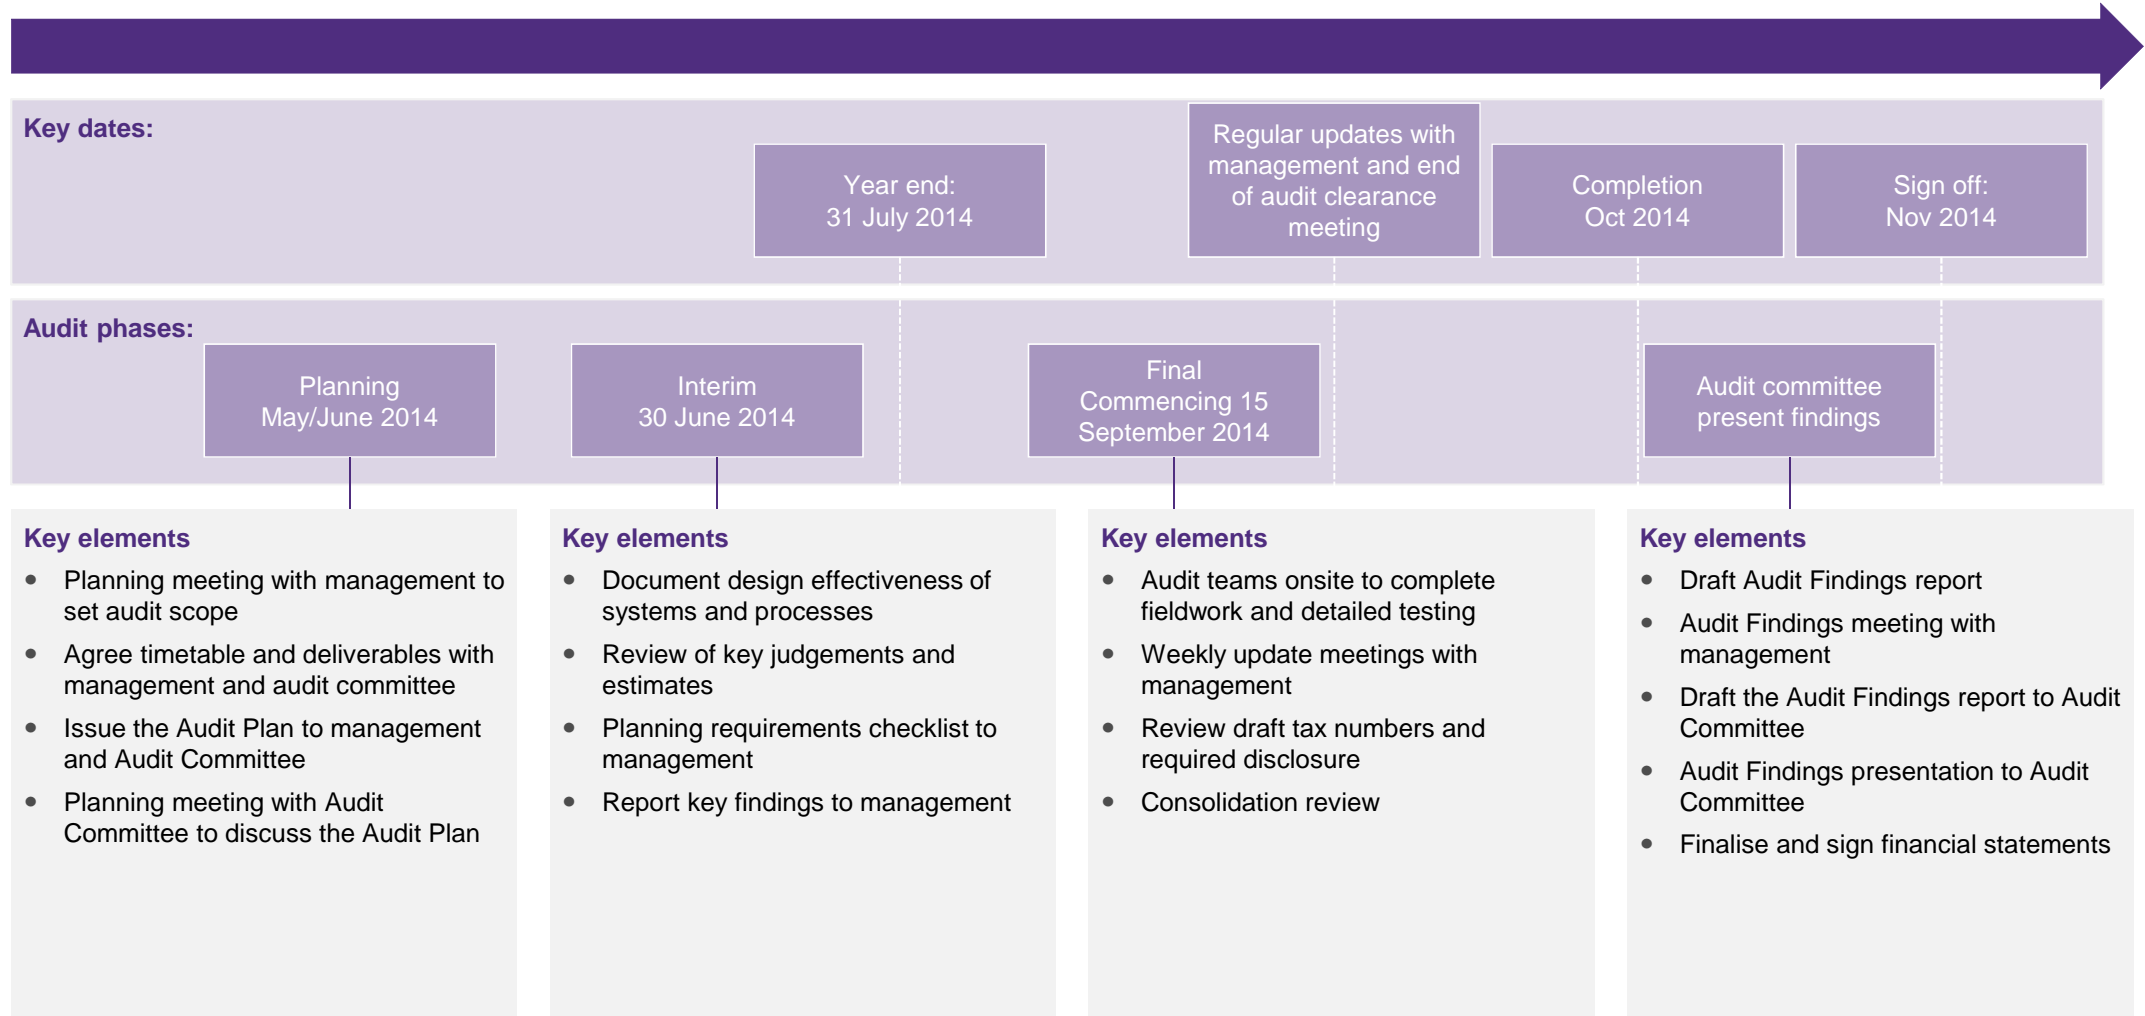 Key dates:
Year end:
31 July 2014
Regular updates with
management and end
of audit clearance
meeting
Completion
Oct 2014
Sign off:
Nov 2014
Audit phases:
Planning
May/June 2014
Interim
30 June 2014
Final
Commencing 15
September 2014
Audit committee
present findings
Key elements
• Planning meeting with management to
set audit scope
• Agree timetable and deliverables with
management and audit committee
• Issue the Audit Plan to management
and Audit Committee
• Planning meeting with Audit
Committee to discuss the Audit Plan
Key elements
• Document design effectiveness of
systems and processes
• Review of key judgements and
estimates
• Planning requirements checklist to
management
• Report key findings to management
Key elements
• Audit teams onsite to complete
fieldwork and detailed testing
• Weekly update meetings with
management
• Review draft tax numbers and
required disclosure
• Consolidation review
Key elements
• Draft Audit Findings report
• Audit Findings meeting with
management
• Draft the Audit Findings report to Audit
Committee
• Audit Findings presentation to Audit
Committee
• Finalise and sign financial statements